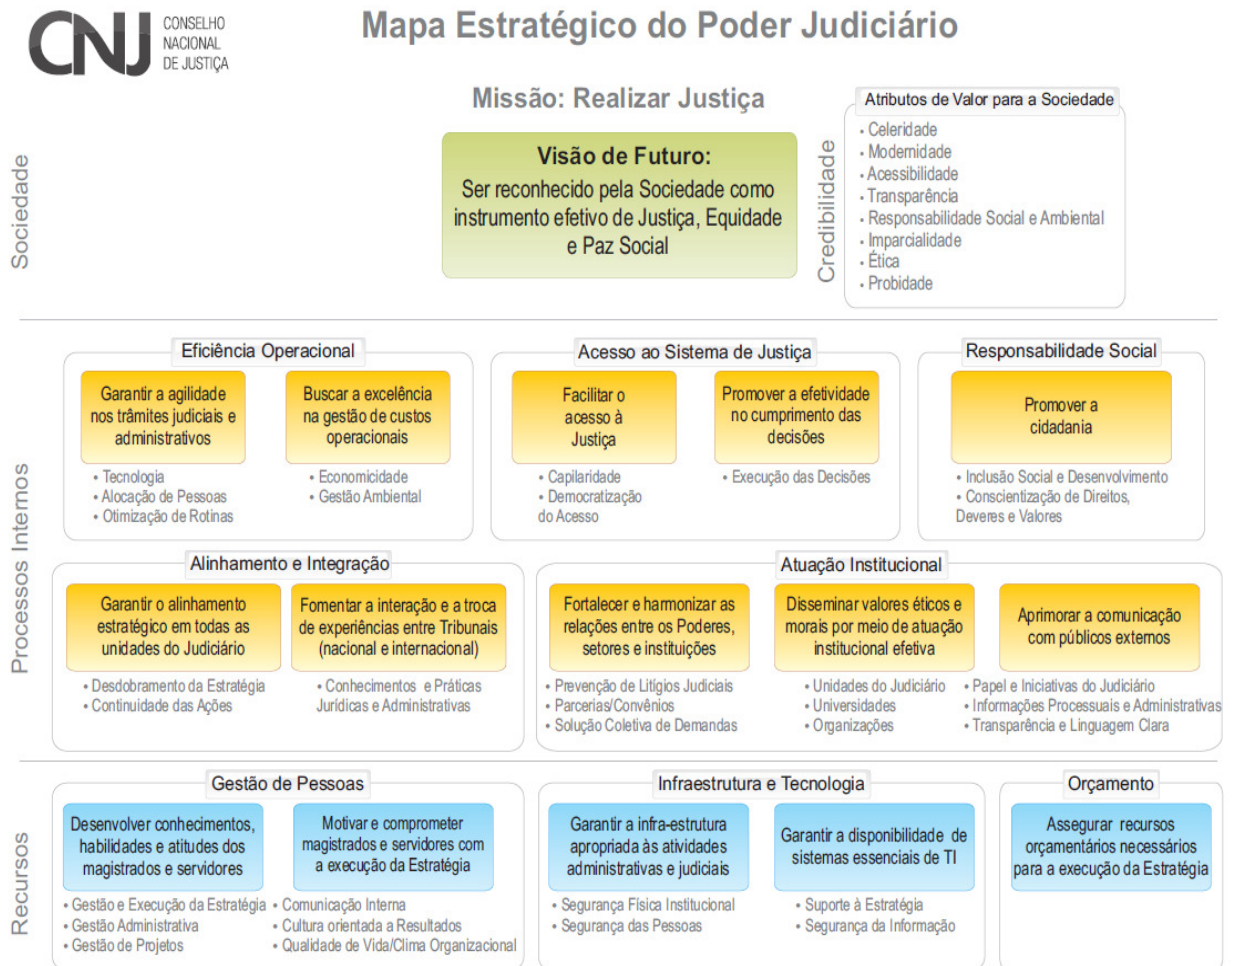 CNJ
CONSELHO
NACIONAL
DE JUSTIÇA
Mapa Estratégico do Poder Judiciário
Missão: Realizar Justiça
Sociedade
Visão de Futuro:
Ser reconhecido pela Sociedade como
instrumento efetivo de Justiça, Equidade
e Paz Social
Credibilidade
Atributos de Valor para a Sociedade
• Celeridade
• Modernidade
• Acessibilidade
• Transparência
• Responsabilidade Social e Ambiental
• Imparcialidade
• Ética
• Probidade
Processos Internos
Eficiência Operacional
Garantir a agilidade
nos trâmites judiciais e
administrativos
• Tecnologia
• Alocação de Pessoas
• Otimização de Rotinas
Buscar a excelência
na gestão de custos
operacionais
• Economicidade
• Gestão Ambiental
Acesso ao Sistema de Justiça
Facilitar o
acesso à
Justiça
• Capilaridade
• Democratização
do Acesso
Promover a efetividade
no cumprimento das
decisões
• Execução das Decisões
Responsabilidade Social
Promover a
cidadania
• Inclusão Social e Desenvolvimento
• Conscientização de Direitos,
Deveres e Valores
Alinhamento e Integração
Garantir o alinhamento
estratégico em todas as
unidades do Judiciário
• Desdobramento da Estratégia
• Continuidade das Ações
Fomentar a interação e a troca
de experiências entre Tribunais
(nacional e internacional)
• Conhecimentos e Práticas
Jurídicas e Administrativas
Atuação Institucional
Fortalecer e harmonizar as
relações entre os Poderes,
setores e instituições
• Prevenção de Litígios Judiciais
• Parcerias/Convênios
• Solução Coletiva de Demandas
Disseminar valores éticos e
morais por meio de atuação
institucional efetiva
• Unidades do Judiciário
• Universidades
• Organizações
Aprimorar a comunicação
com públicos externos
• Papel e Iniciativas do Judiciário
• Informações Processuais e Administrativas
• Transparência e Linguagem Clara
Recursos
Gestão de Pessoas
Desenvolver conhecimentos,
habilidades e atitudes dos
magistrados e servidores
• Gestão e Execução da Estratégia
• Gestão Administrativa
• Gestão de Projetos
Motivar e comprometer
magistrados e servidores com
a execução da Estratégia
• Comunicação Interna
• Cultura orientada a Resultados
• Qualidade de Vida/Clima Organizacional
Infraestrutura e Tecnologia
Garantir a infra-estrutura
apropriada às atividades
administrativas e judiciais
• Segurança Física Institucional
• Segurança das Pessoas
Garantir a disponibilidade de
sistemas essenciais de TI
• Suporte à Estratégia
• Segurança da Informação
Orçamento
Assegurar recursos
orçamentários necessários
para a execução da Estratégia